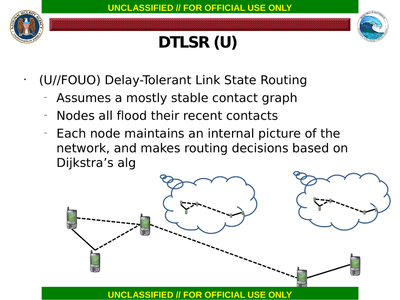 UNCLASSIFIED // FOR OFFICIAL USE ONLY
DTLSR (U)
· (U//FOUO) Delay-Tolerant Link State Routing
– Assumes a mostly stable contact graph
– Nodes all flood their recent contacts
– Each node maintains an internal picture of the
network, and makes routing decisions based on
Dijkstra’s alg
UNCLASSIFIED // FOR OFFICIAL USE ONLY